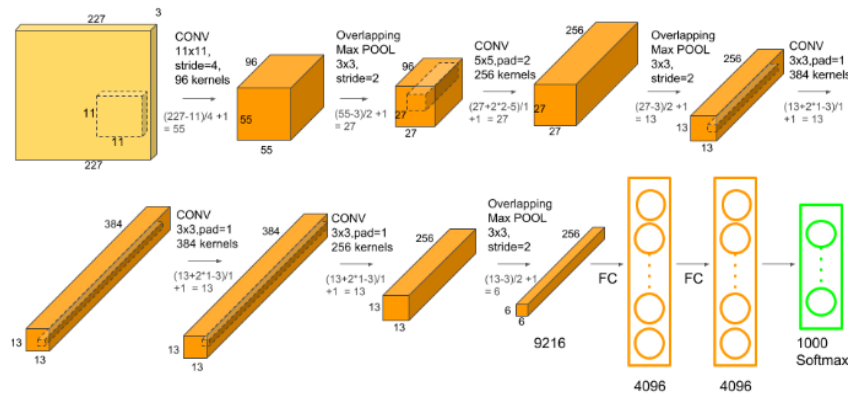 227
3
11
11
227
CONV
11x11,
stride=4,
96 kernels
(227-11)/4 +1
= 55
96
55
55
Overlapping
Max POOL
3x3,
stride=2
(55-3)/2 +1
= 27
96
27
27
CONV
5x5,pad=2
256 kernels
(27+2*2-5)/1
+1 = 27
256
27
27
Overlapping
Max POOL
3x3,
stride=2
(27-3)/2 +1
= 13
256
13
13
CONV
3x3,pad=1
384 kernels
(13+2*1-3)/1
+1 = 13
384
13
13
CONV
3x3,pad=1
384 kernels
(13+2*1-3)/1
+1 = 13
384
13
13
CONV
3x3,pad=1
256 kernels
(13+2*1-3)/1
+1 = 13
256
13
13
Overlapping
Max POOL
3x3,
stride=2
(13-3)/2 +1
= 6
256
6
6
9216
FC
4096
FC
4096
1000
Softmax